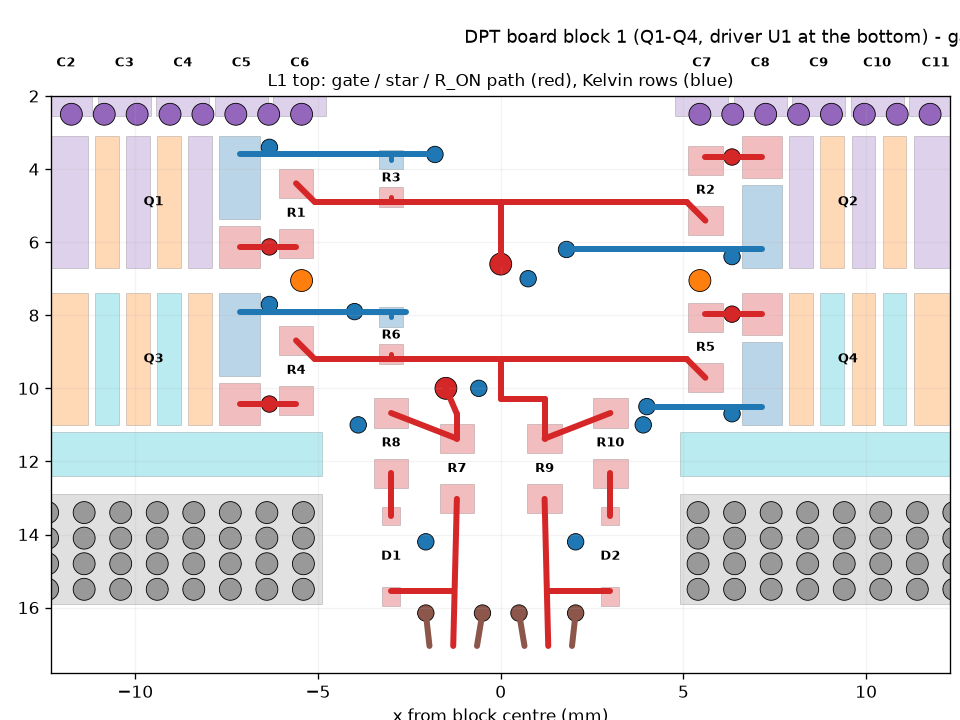 DPT board block 1 (Q1-Q4, driver U1 at the bottom) - g
C2 C3 C4 C5 C6 C7 C8 C9 C10 C11
L1 top: gate / star / R_ON path (red), Kelvin rows (blue)
2
4
R3
R2
Q1 Q2
R1
6
8
R6
R5
Q3 Q4
R4
10
R8 R10
12
R7 R9
14
D1 D2
16
−10 −5 0 5 10
x from block centre (mm)